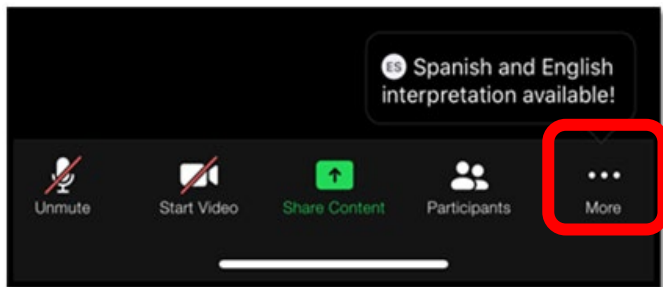 ES Spanish and English
interpretation available!
Unmute Start Video Share Content Participants More